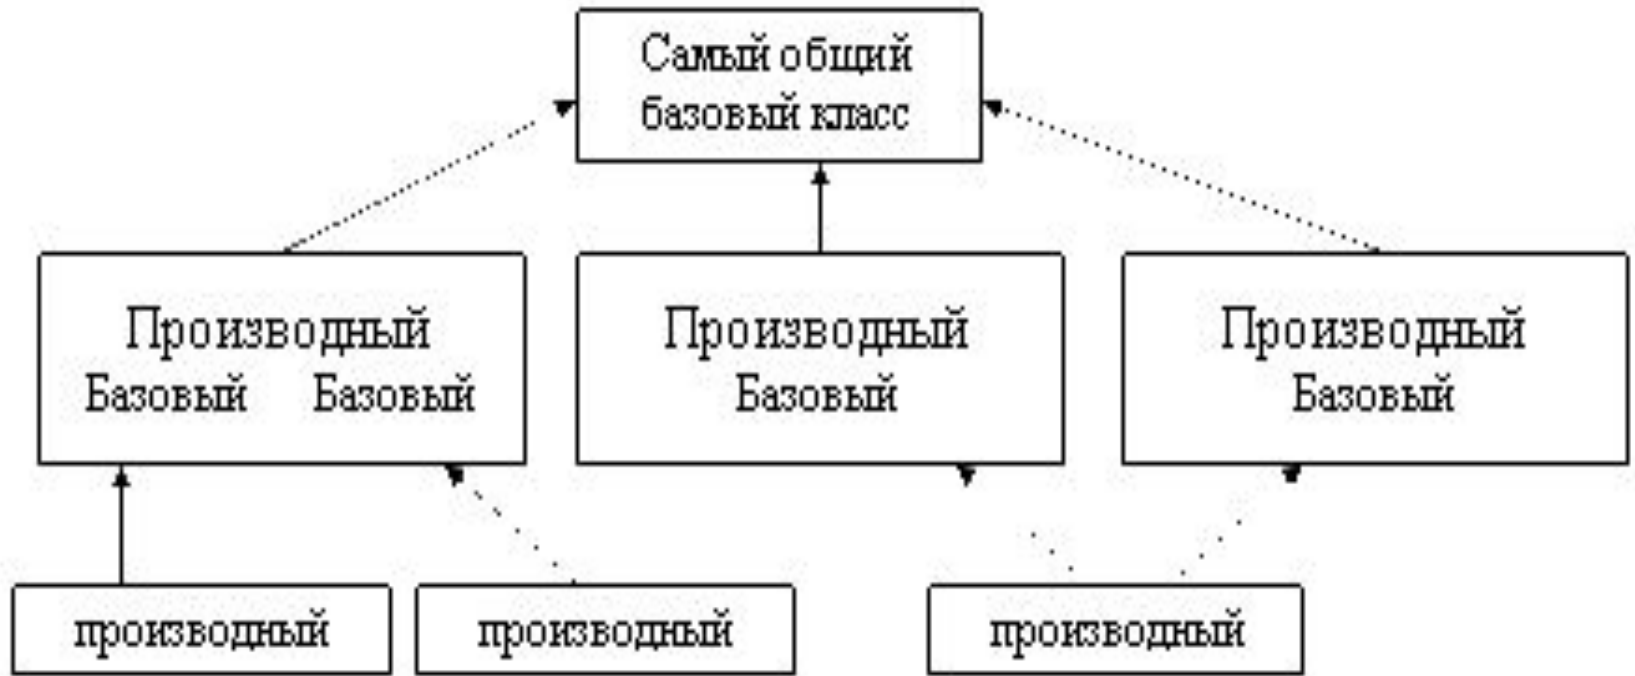 Самый общий
базовый класс
Производный
Базовый Базовый
Производный
Базовый
Производный
Базовый
производный
производный
производный